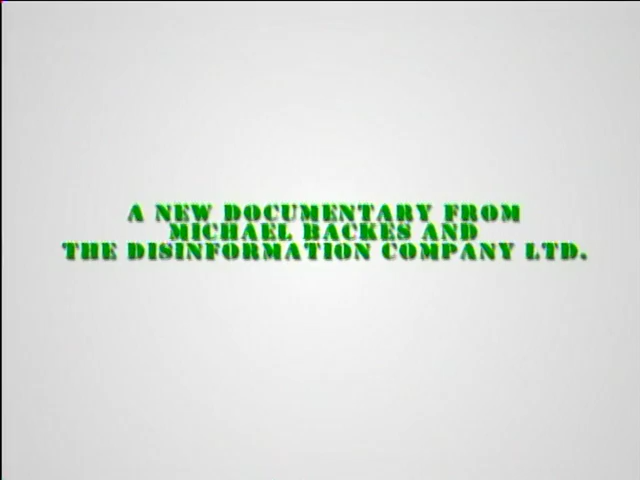 A NEW DOCUMENTARY FROM
MICHAEL BACKES AND
THE DISINFORMATION COMPANY LTD.